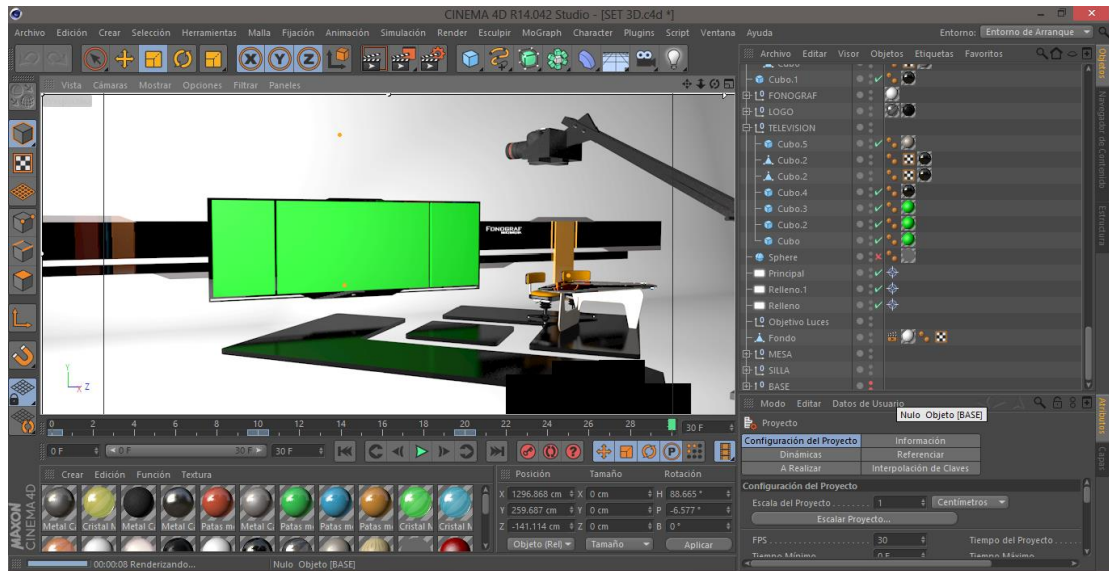 CINEMA 4D R14.042 Studio - [SET 3D.c4d *]
Archivo Edición Crear Selección Herramientas Malla Fijación Animación Simulación Render Esculpir MoGraph Character Plugins Script Ventana Ayuda Entorno: Entorno de Arranque
Archivo Editar Visor Objetos Etiquetas Favoritos
Vista Cámaras Mostrar Opciones Filtrar Paneles
Cubo.1
FONOGRAF
LOGO
TELEVISION
Cubo.5
Cubo.2
Cubo.2
Cubo.4
Cubo.3
Cubo.2
Cubo
Sphere
Principal
Relleno.1
Relleno
Objetivo Luces
Fondo
MESA
SILLA
BASE
Objetos
Navegador de Contenido
Estructura
FONOGRAF
Y
X Z
0 2 4 6 8 10 12 14 16 18 20 22 24 26 28 30 F
0 F 0 F 30 F 30 F
Modo Editar Datos de Usuario
Nulo Objeto [BASE]
Proyecto
Configuración del Proyecto Información
Dinámicas Referenciar
A Realizar Interpolación de Claves
Configuración del Proyecto
Escala del Proyecto 1 Centímetros
Escalar Proyecto...
FPS 30 Tiempo del Proyecto
Tiempo Mínimo 0 F Tiempo Máximo
Atributos
Capas
Crear Edición Función Textura
Metal C Cristal N Metal C Metal C Patas m Metal C Patas m Patas m Patas m Cristal N Cristal N
Posición Tamaño Rotación
X 1296.868 cm X 0 cm H 88.665 °
Y 259.687 cm Y 0 cm P -6.577 °
Z -141.114 cm Z 0 cm B 0 °
Objeto (Rel) Tamaño Aplicar
MAXON
CINEMA 4D
00:00:08 Renderizando... Nulo Objeto [BASE]